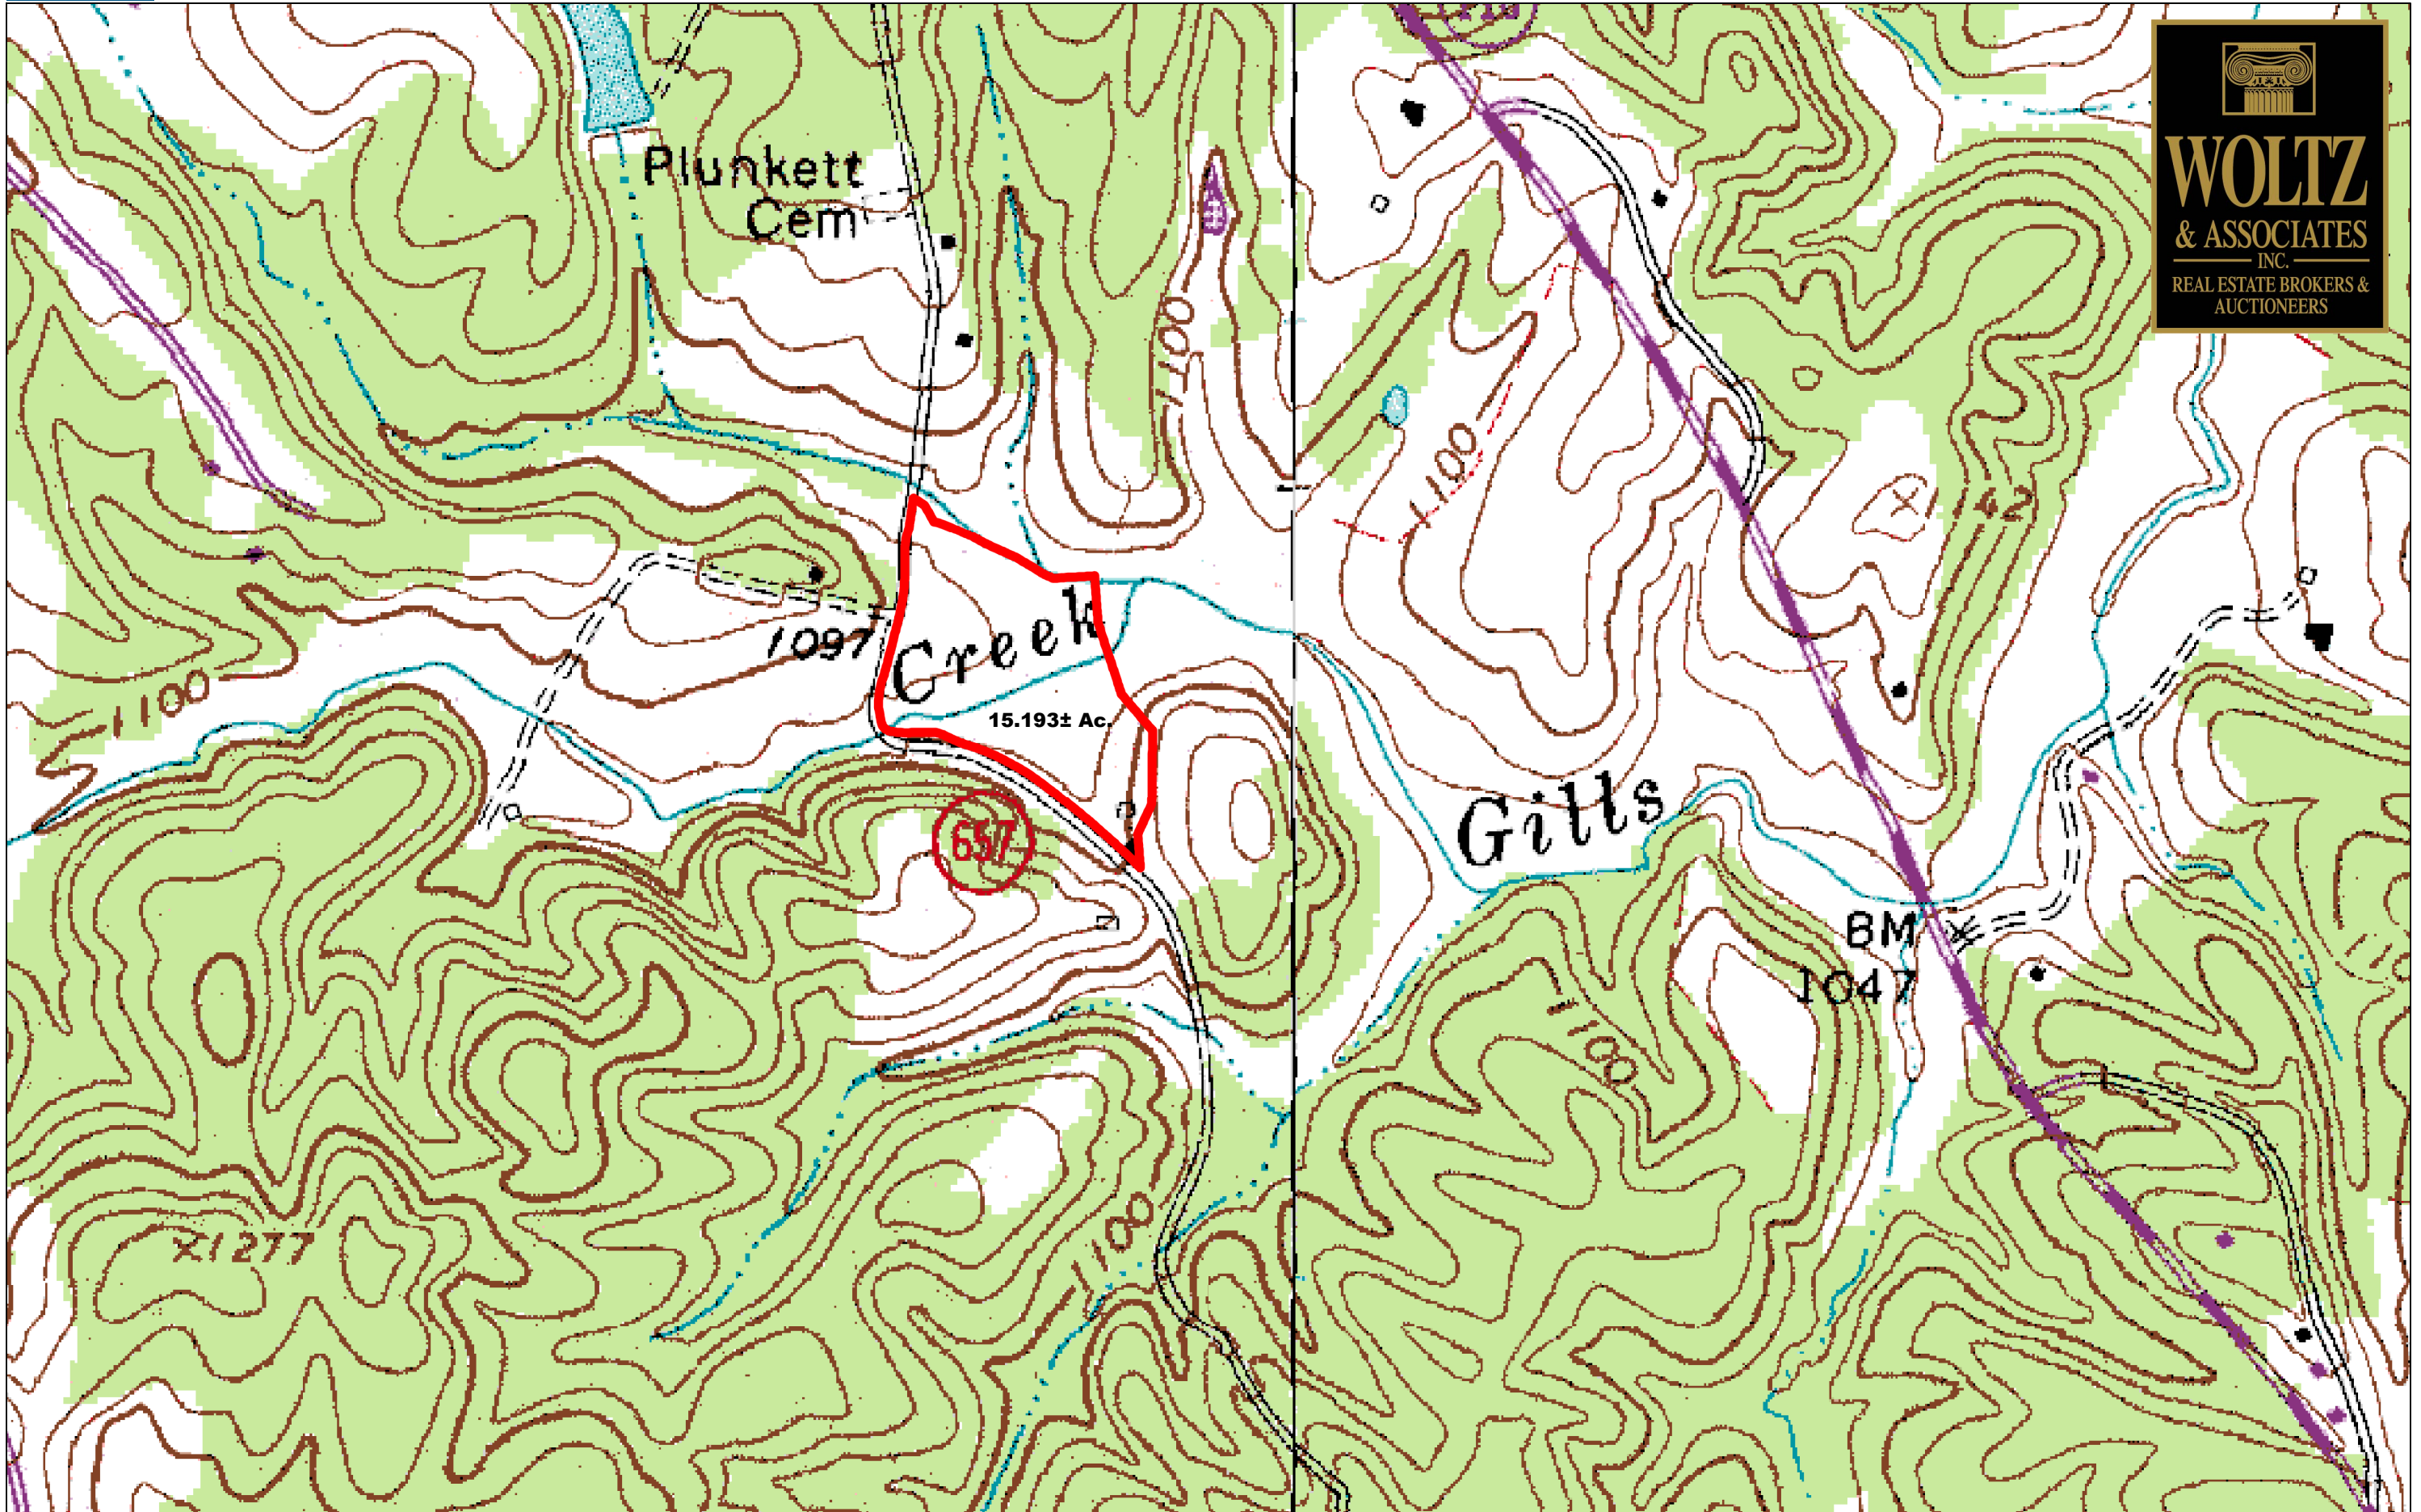 Plunkett
Cem
WOLTZ
& ASSOCIATES
INC.
REAL ESTATE BROKERS &
AUCTIONEERS
1100
1100
1142
1097
Creek
1100
15.193± Ac.
Gills
657
BM
1047
1100
1100
x1277